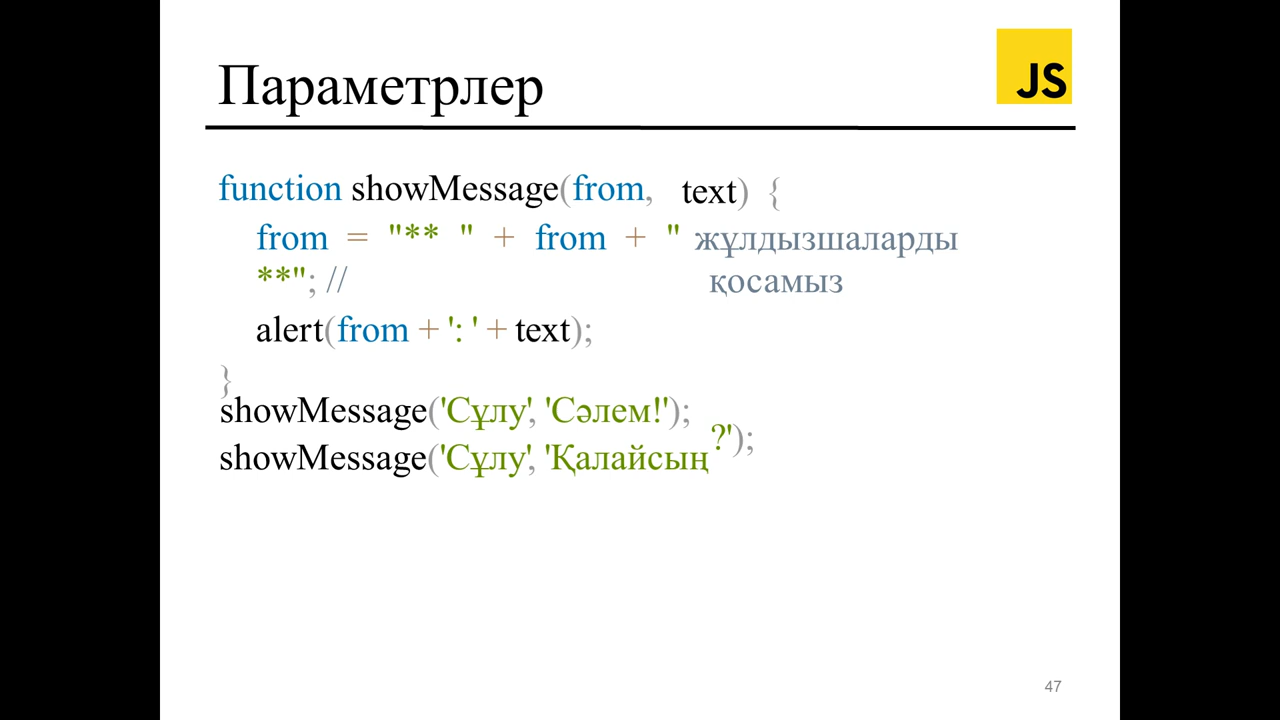 Параметрлер
JS
function showMessage(from, text) {
from = "** " + from + " жұлдызшаларды
**"; // қосамыз
alert(from + ': ' + text);
}
showMessage('Сұлу', 'Сәлем!');
showMessage('Сұлу', 'Қалайсың?');
47